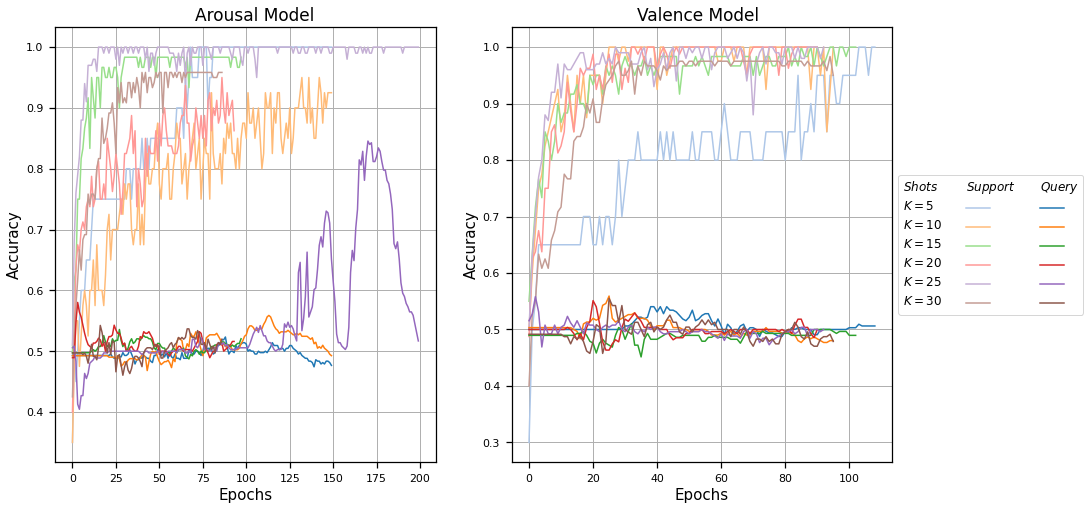 Arousal Model
Accuracy
1.0
0.9
0.8
0.7
0.6
0.5
0.4
0 25 50 75 100 125 150 175 200
Epochs
Valence Model
Accuracy
1.0
0.9
0.8
0.7
0.6
0.5
0.4
0.3
0 20 40 60 80 100
Epochs
Shots Support Query
K = 5
K = 10
K = 15
K = 20
K = 25
K = 30